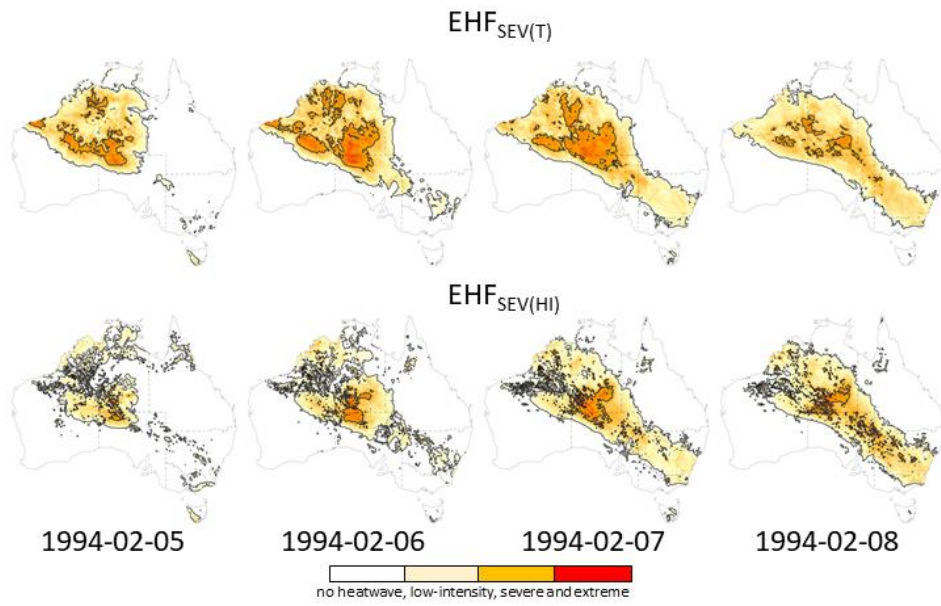 EHFSEV(T)
EHFSEV(HI)
1994-02-05 1994-02-06 1994-02-07 1994-02-08
no heatwave, low-intensity, severe and extreme